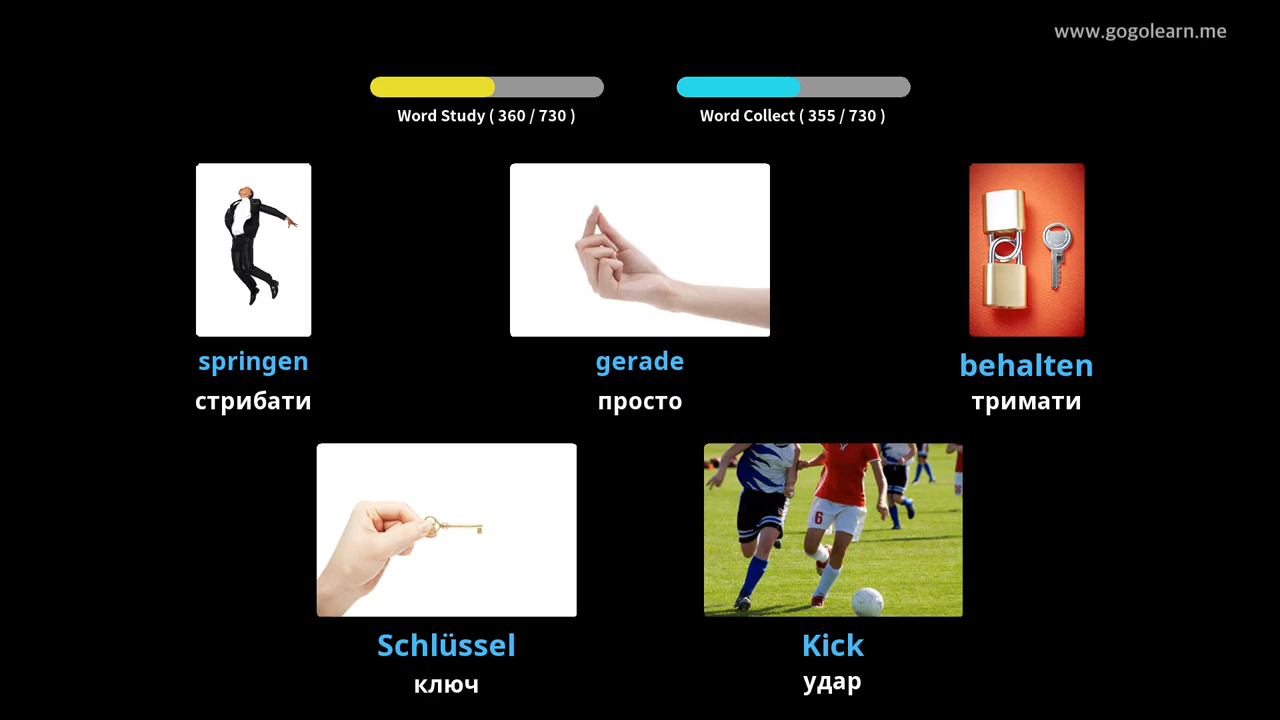 www.gogolearn.me
Word Study ( 360 / 730 )
Word Collect ( 355 / 730 )
springen
gerade
behalten
стрибати
просто
тримати
6
Schlüssel
Kick
ключ
удар